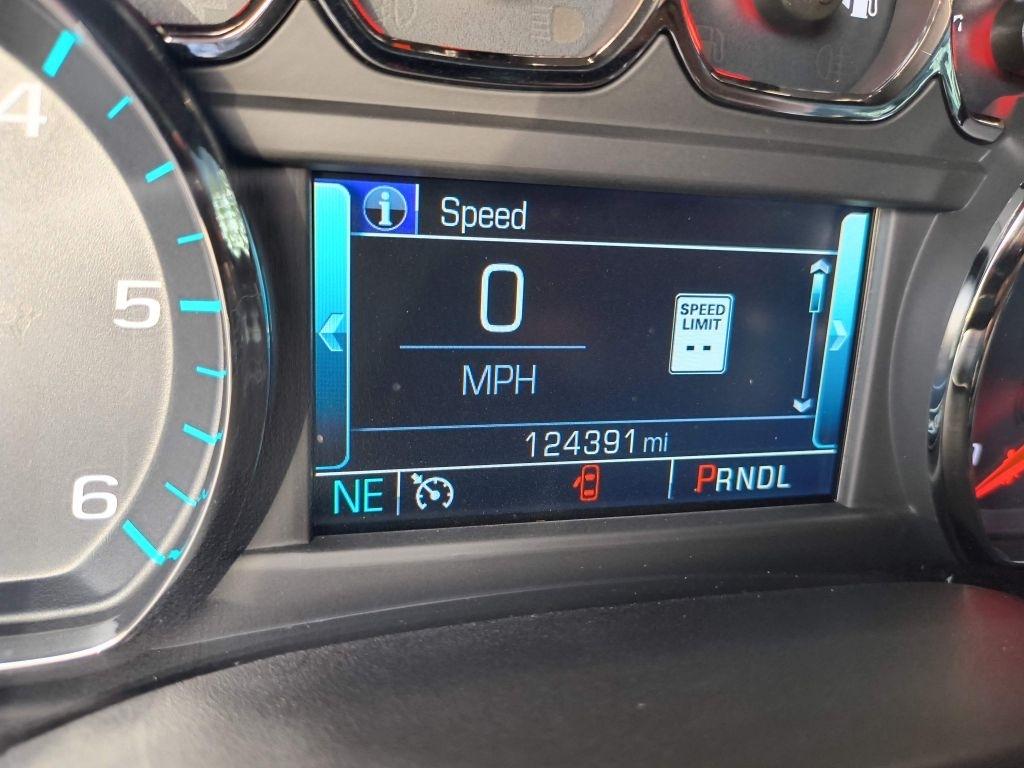 4
Speed
0
SPEED
LIMIT
--
5
MPH
124391 mi
6
NE
PRNDL